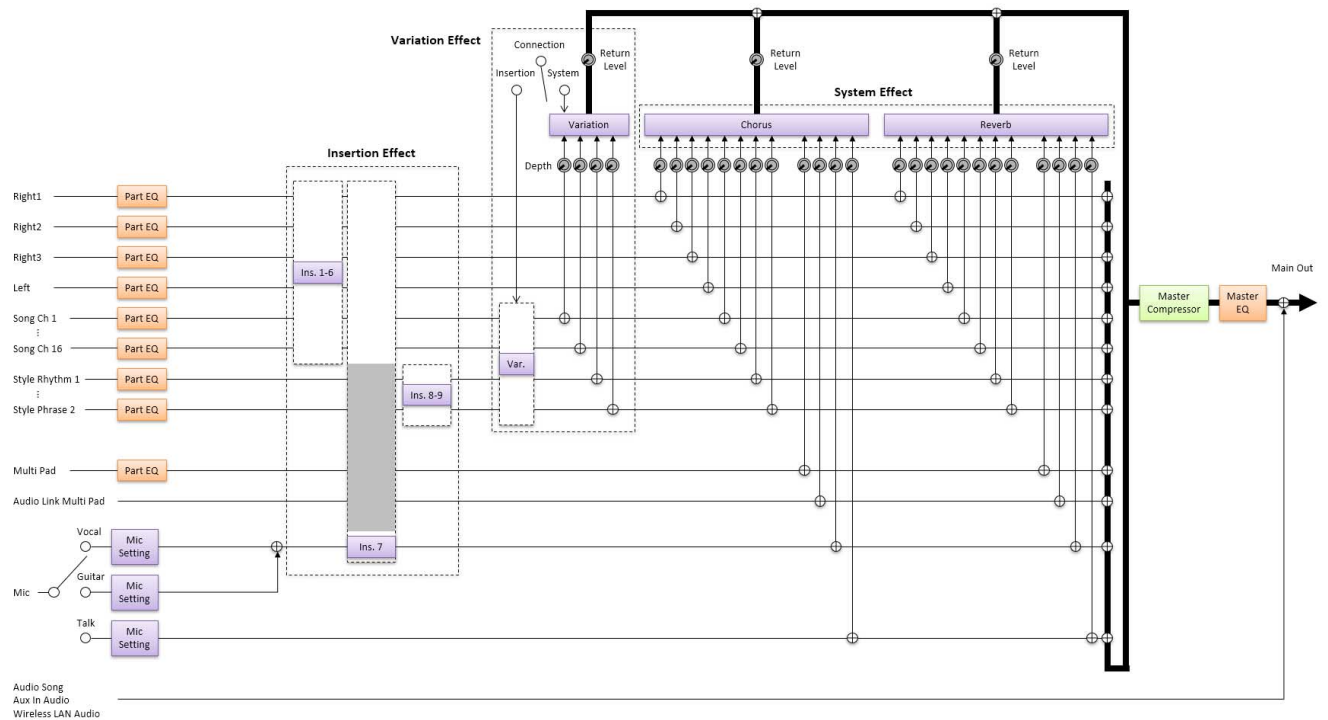 Variation Effect
Connection
Insertion
System
Return
Level
Return
Level
Return
Level
System Effect
Variation
Chorus
Reverb
Insertion Effect
Depth
Right1
Part EQ
Right2
Part EQ
Right3
Part EQ
Ins. 1-6
Left
Part EQ
Main Out
Song Ch 1
Part EQ
Master
Compressor
Master
EQ
Song Ch 16
Part EQ
Var.
Style Rhythm 1
Part EQ
Ins. 8-9
Style Phrase 2
Part EQ
Multi Pad
Part EQ
Audio Link Multi Pad
Vocal
Mic
Setting
Ins. 7
Mic
Guitar
Mic
Setting
Talk
Mic
Setting
Audio Song
Aux In Audio
Wireless LAN Audio